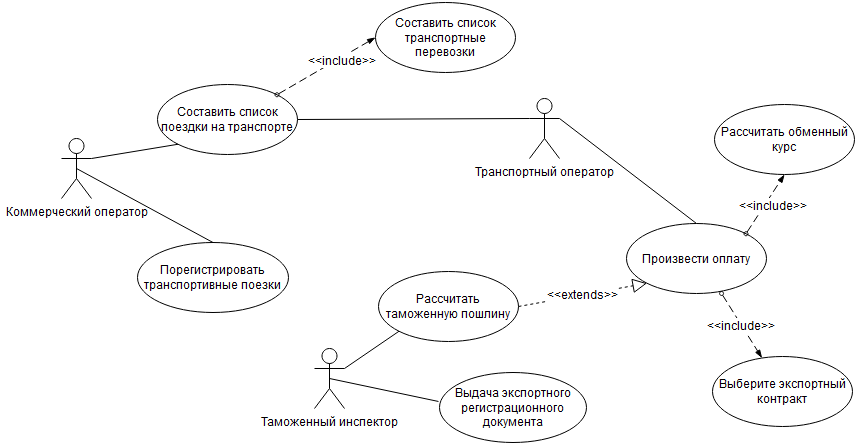 Составить список
транспортные
перевозки
<<include>>
Составить список
поездки на транспорте
Рассчитать обменный
курс
Транспортный оператор
<<include>>
Коммерческий оператор
Произвести оплату
Порегистрировать
транспортивные поезки
<<extends>>
Рассчитать
таможенную пошлину
<<include>>
Выберите экспортный
контракт
Таможенный инспектор
Выдача экспортного
регистрационного
документа